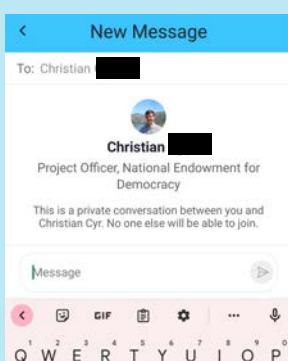 New Message
To: Christian
Christian
Project Officer, National Endowment for
Democracy
This is a private conversation between you and
Christian Cyr. No one else will be able to join.
Message
GIF
1 2 3 4 5 6 7 8 9 0
Q W E R T Y U I O P